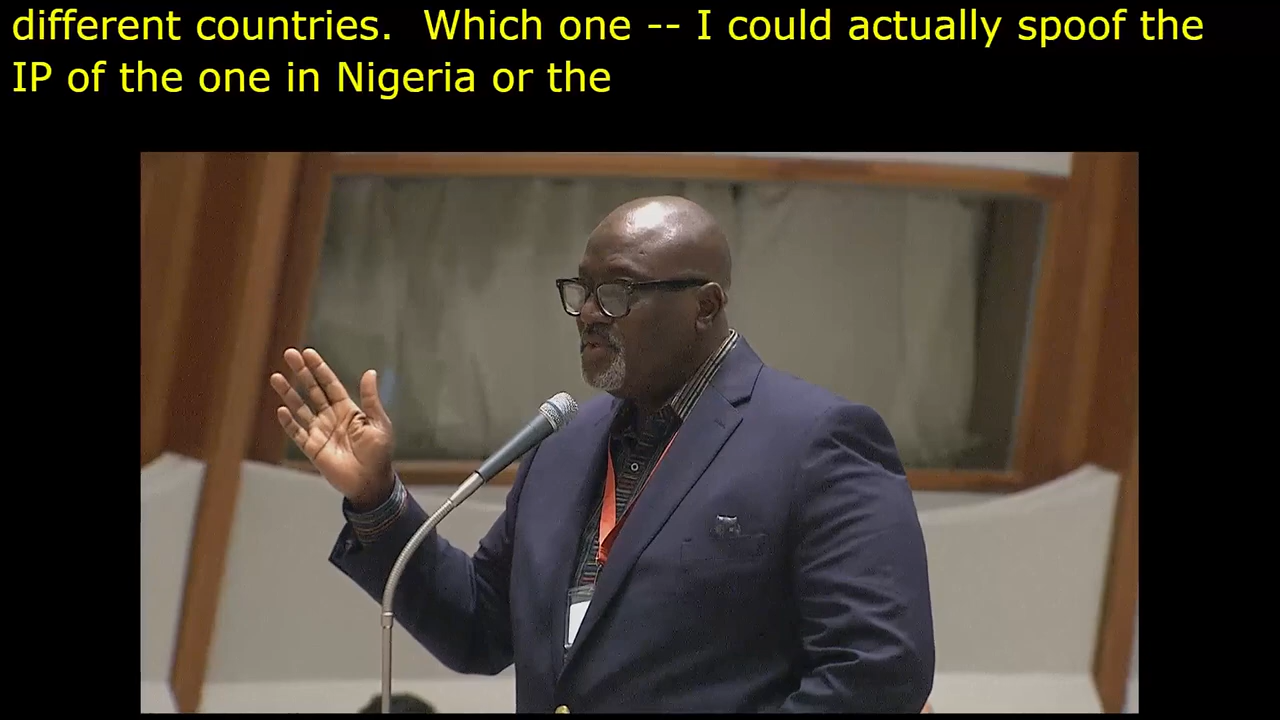 different countries.  Which one -- I could actually spoof the
IP of the one in Nigeria or the